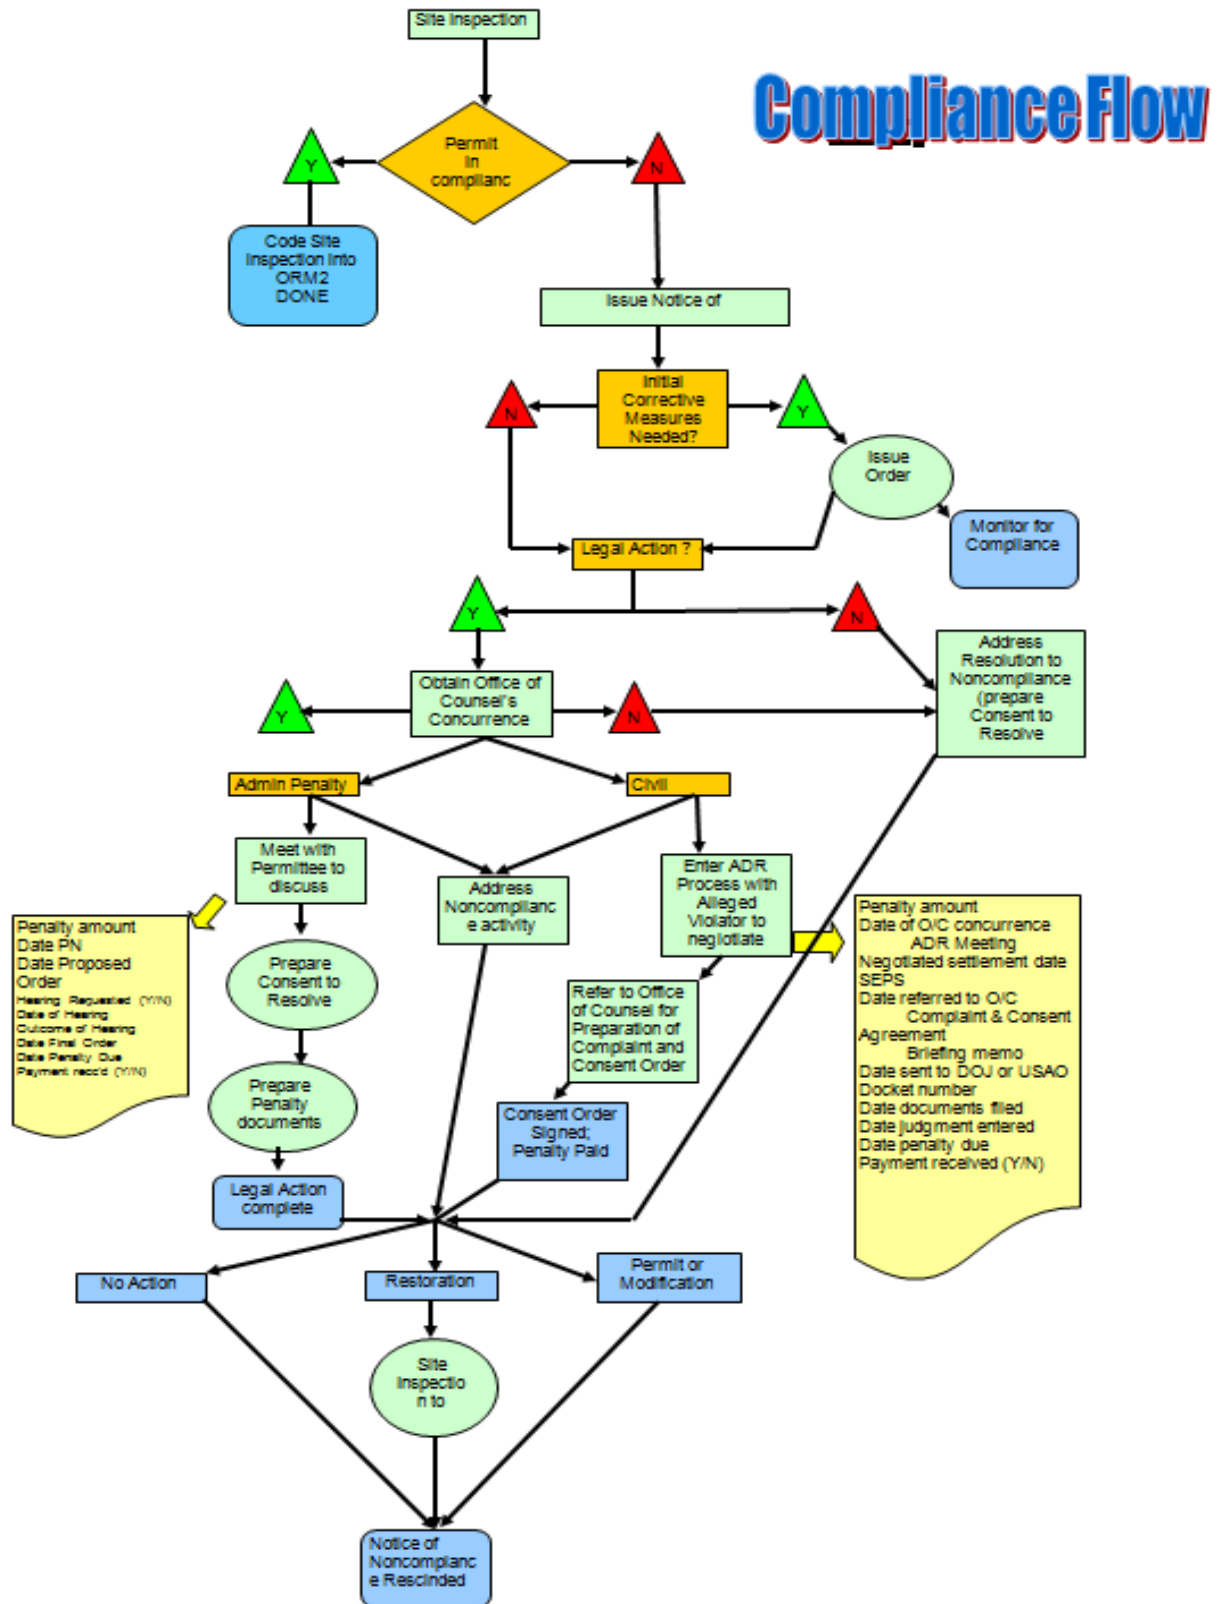 Site Inspection
Compliance Flow
Permit
in
complianc
Y
N
Code Site
Inspection Into
ORM2
DONE
Issue Notice of
Initial
Corrective
Measures
Needed?
N
Y
Issue
Order
Monitor for
Compliance
Legal Action ?
Y
N
Address
Resolution to
Noncompliance
(prepare
Consent to
Resolve
Obtain Office of
Counsel's
Concurrence
Y
N
Admin Penalty
Civil
Meet with
Permittee to
discuss
Address
Noncomplianc
e activity
Enter ADR
Process with
Alleged
Violator to
negiotiate
Penalty amount
Date PN
Date Proposed
Order
Hearing Requested (Y/N)
Date of Hearing
Outcome of Hearing
Date Final Order
Date Penalty Due
Payment recc'd (Y/N)
Penalty amount
Date of O/C concurrence
ADR Meeting
Negotiated settlement date
SEPS
Date referred to O/C
Complaint & Consent
Agreement
Briefing memo
Date sent to DOJ or USAO
Docket number
Date documents filed
Date judgment entered
Date penalty due
Payment received (Y/N)
Prepare
Consent to
Resolve
Refer to Office
of Counsel for
Preparation of
Complaint and
Consent Order
Prepare
Penalty
documents
Consent Order
Signed;
Penalty Paid
Legal Action
complete
No Action
Restoration
Permit or
Modification
Site
Inspectio
n to
Notice of
Noncomplianc
e Rescinded